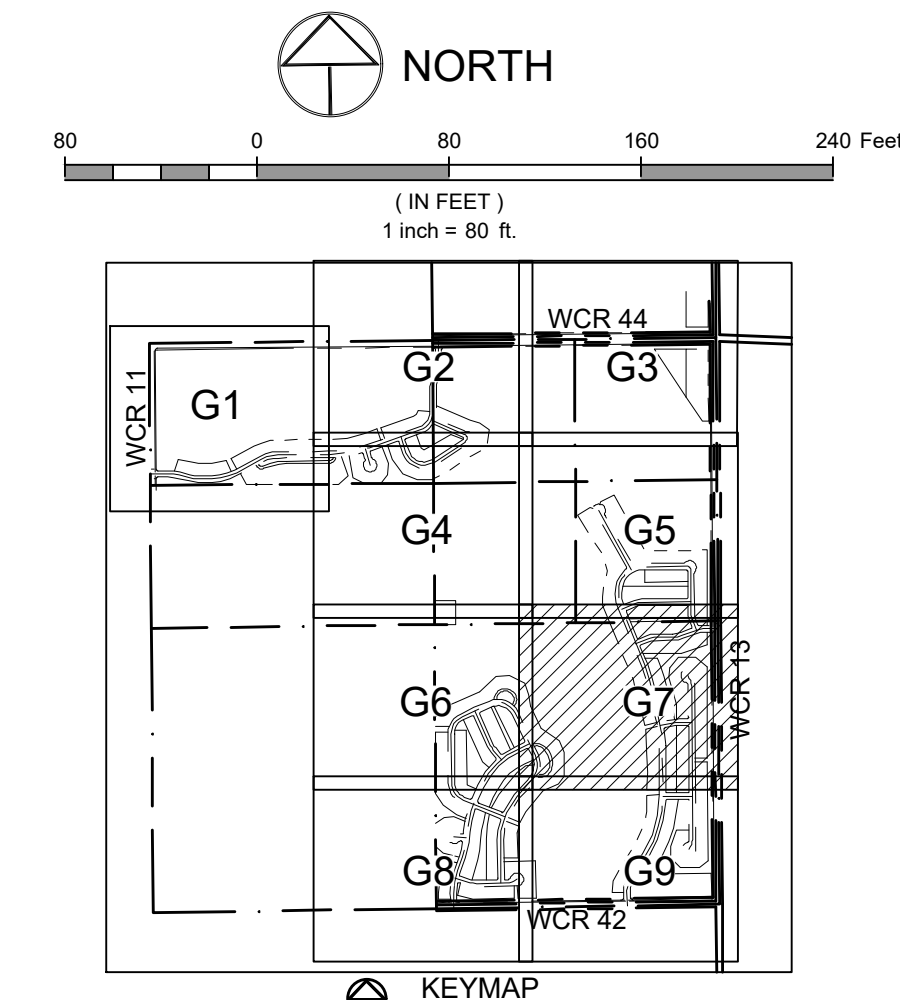 NORTH
80 0 80 160 240 Feet
( IN FEET )
1 inch = 80 ft.
WCR 44
G2 G3
WCR 11
G1
G4 G5
WCR 13
G6 G7
G8 G9
WCR 42
KEYMAP